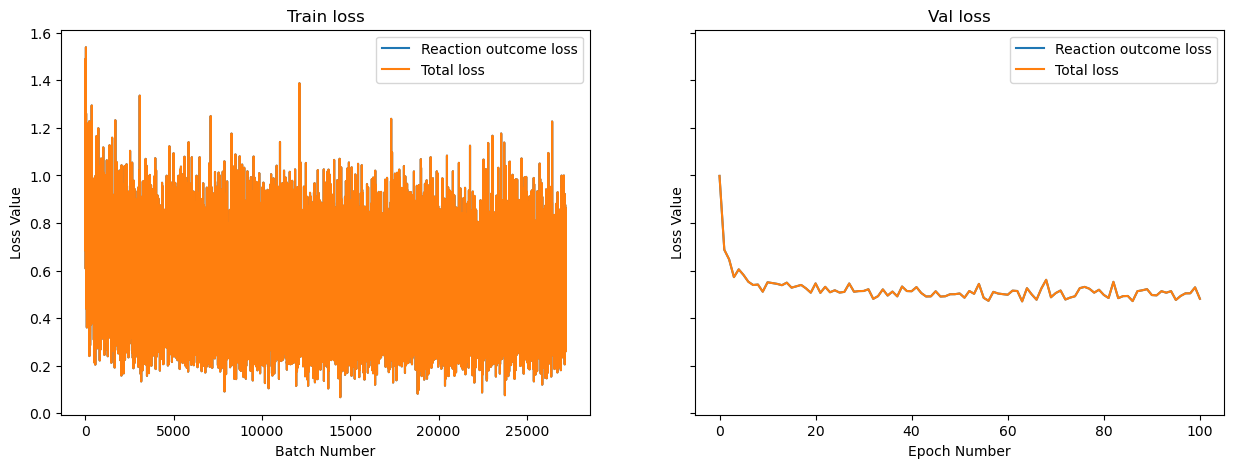 Train loss
Val loss
1.6
1.4
1.2
1.0
0.8
0.6
0.4
0.2
0.0
Loss Value
Reaction outcome loss
Total loss
0
5000
10000
15000
20000
25000
Batch Number
Loss Value
Reaction outcome loss
Total loss
0
20
40
60
80
100
Epoch Number